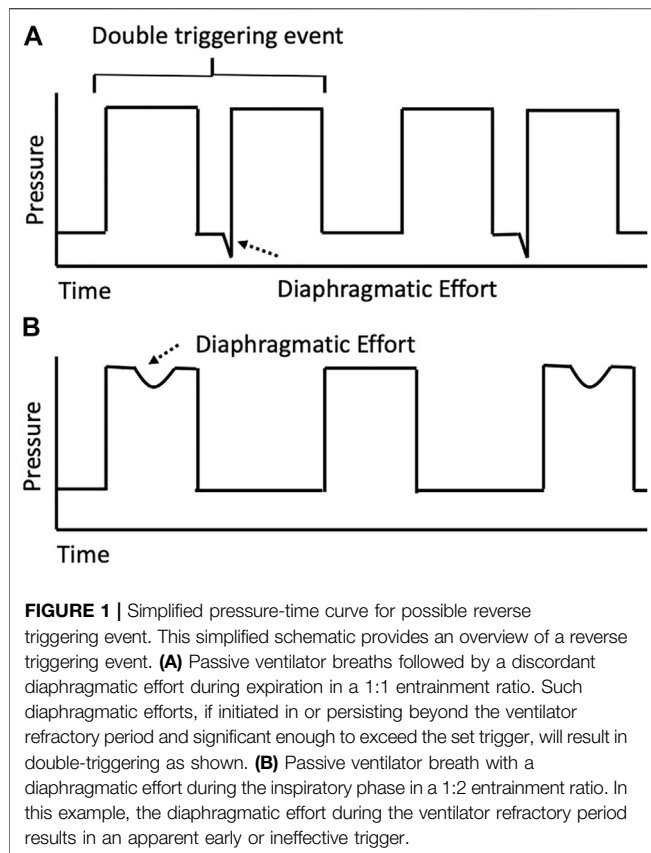 A
Double triggering event
Pressure
Time
Diaphragmatic Effort
B
Diaphragmatic Effort
Pressure
Time
FIGURE 1 | Simplified pressure-time curve for possible reverse
triggering event. This simplified schematic provides an overview of a reverse
triggering event. (A) Passive ventilator breaths followed by a discordant
diaphragmatic effort during expiration in a 1:1 entrainment ratio. Such
diaphragmatic efforts, if initiated in or persisting beyond the ventilator
refractory period and significant enough to exceed the set trigger, will result in
double-triggering as shown. (B) Passive ventilator breath with a
diaphragmatic effort during the inspiratory phase in a 1:2 entrainment ratio. In
this example, the diaphragmatic effort during the ventilator refractory period
results in an apparent early or ineffective trigger.